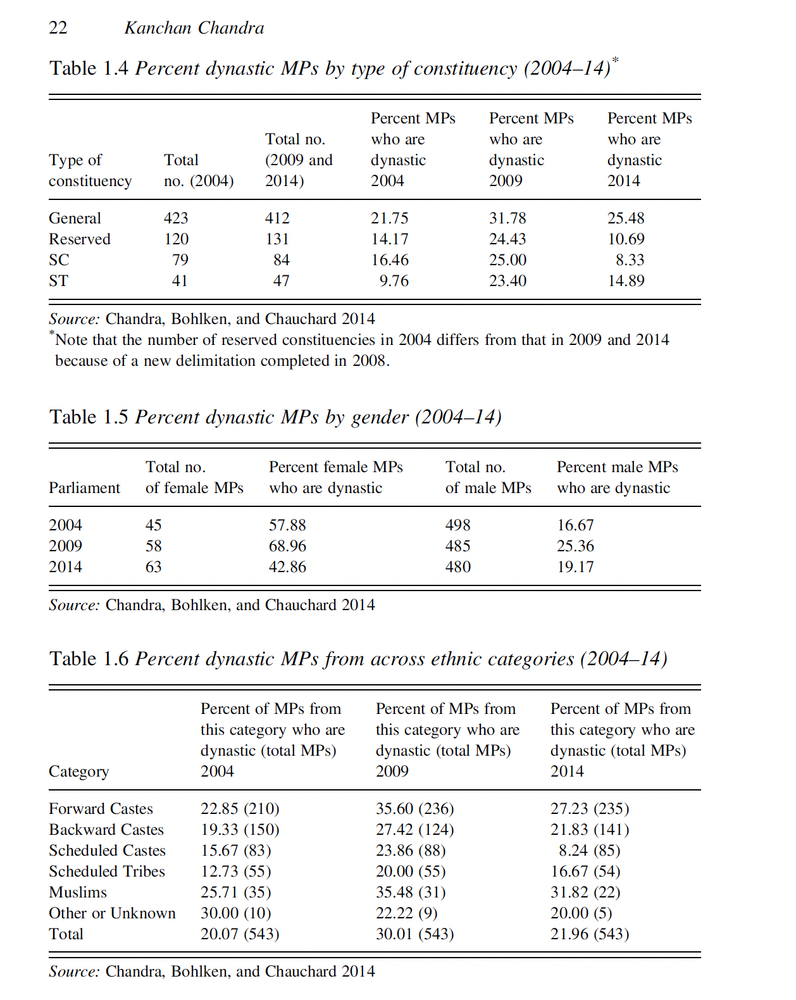 22 Kanchan Chandra
Table 1.4 Percent dynastic MPs by type of constituency (2004–14)*
Percent MPs Percent MPs Percent MPs
Total no. who are who are who are
Type of Total (2009 and dynastic dynastic dynastic
constituency no. (2004) 2014) 2004 2009 2014
General 423 412 21.75 31.78 25.48
Reserved 120 131 14.17 24.43 10.69
SC 79 84 16.46 25.00 8.33
ST 41 47 9.76 23.40 14.89
Source: Chandra, Bohlken, and Chauchard 2014
*Note that the number of reserved constituencies in 2004 differs from that in 2009 and 2014
because of a new delimitation completed in 2008.
Table 1.5 Percent dynastic MPs by gender (2004–14)
Total no. Percent female MPs Total no. Percent male MPs
Parliament of female MPs who are dynastic of male MPs who are dynastic
2004 45 57.88 498 16.67
2009 58 68.96 485 25.36
2014 63 42.86 480 19.17
Source: Chandra, Bohlken, and Chauchard 2014
Table 1.6 Percent dynastic MPs from across ethnic categories (2004–14)
Percent of MPs from Percent of MPs from Percent of MPs from
this category who are this category who are this category who are
dynastic (total MPs) dynastic (total MPs) dynastic (total MPs)
Category 2004 2009 2014
Forward Castes 22.85 (210) 35.60 (236) 27.23 (235)
Backward Castes 19.33 (150) 27.42 (124) 21.83 (141)
Scheduled Castes 15.67 (83) 23.86 (88) 8.24 (85)
Scheduled Tribes 12.73 (55) 20.00 (55) 16.67 (54)
Muslims 25.71 (35) 35.48 (31) 31.82 (22)
Other or Unknown 30.00 (10) 22.22 (9) 20.00 (5)
Total 20.07 (543) 30.01 (543) 21.96 (543)
Source: Chandra, Bohlken, and Chauchard 2014